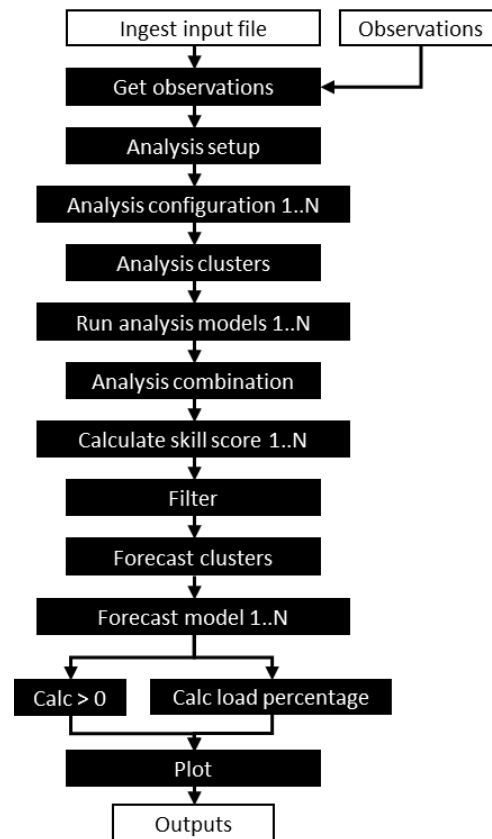 Ingest input file
Observations
Get observations
Analysis setup
Analysis configuration 1..N
Analysis clusters
Run analysis models 1..N
Analysis combination
Calculate skill score 1..N
Filter
Forecast clusters
Forecast model 1..N
Calc > 0
Calc load percentage
Plot
Outputs